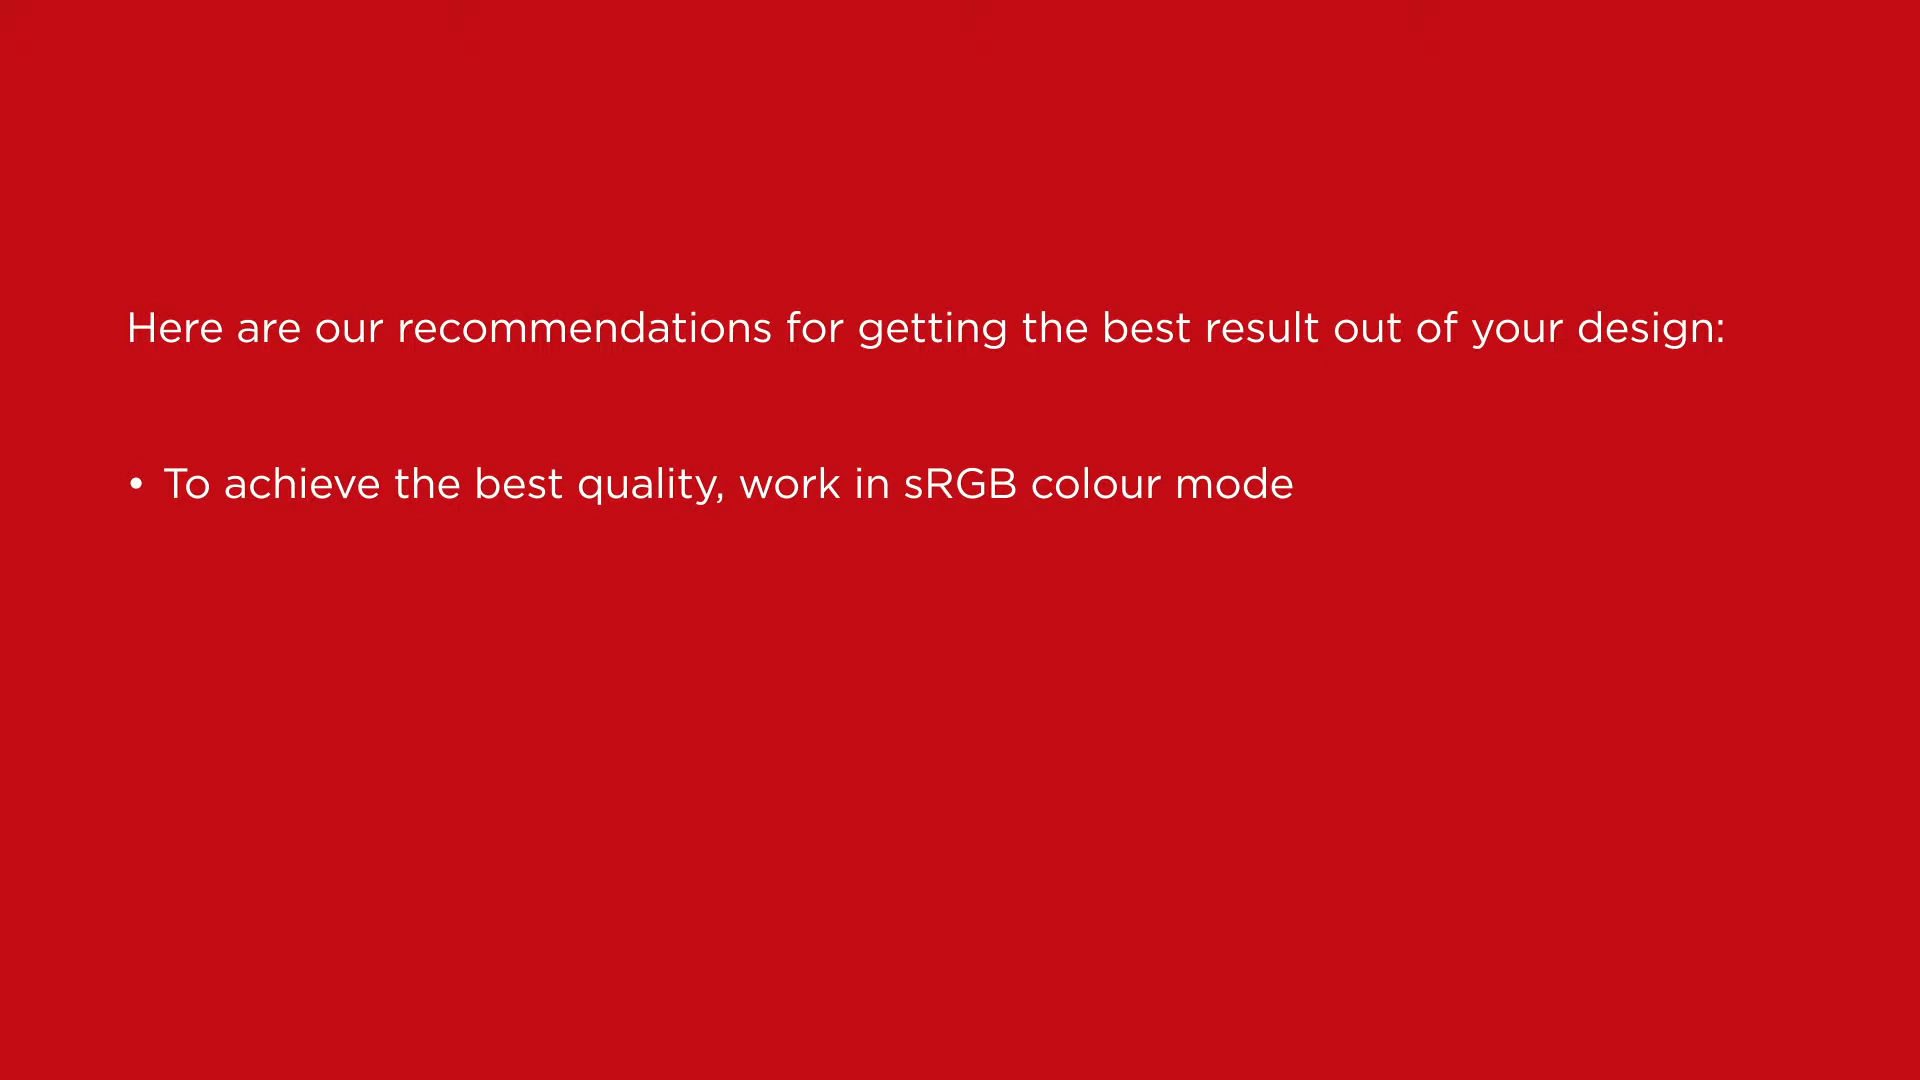 Here are our recommendations for getting the best result out of your design:
• To achieve the best quality, work in sRGB colour mode